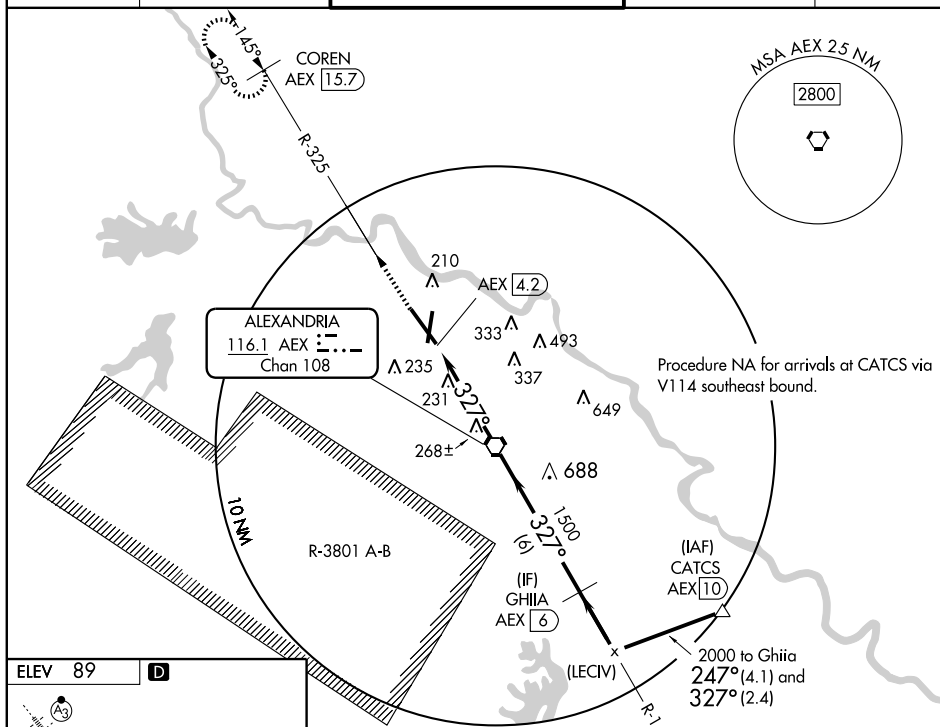 145°
325°
COREN
AEX 15.7
R-325
MSA AEX 25 NM
2800
210
AEX 4.2
ALEXANDRIA
116.1 AEX
Chan 108
333
493
337
235
231
649
Procedure NA for arrivals at CATCS via
V114 southeast bound.
327°
268±
688
10 NM
R-3801 A-B
1500
327°
(6)
(IF)
GHIIA
AEX 6
(IAF)
CATCS
AEX 10
(LECIV)
2000 to Ghiia
247° (4.1) and
327° (2.4)
R-1
ELEV 89
D
A3